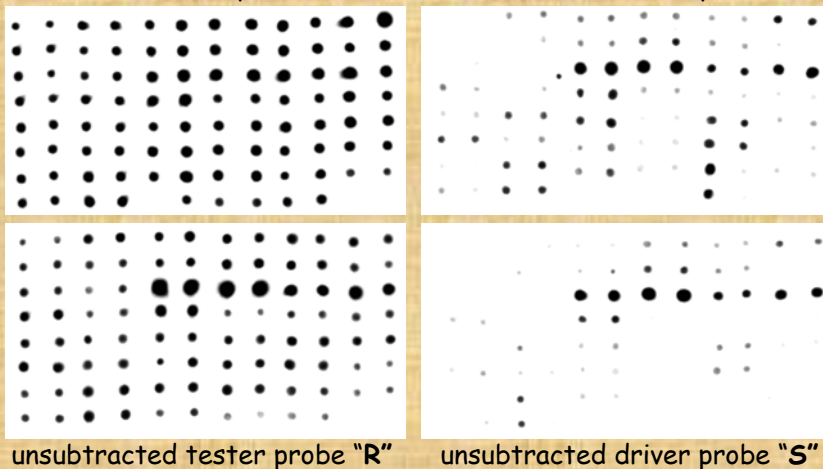 unsubtracted tester probe “R”
unsubtracted driver probe “S”